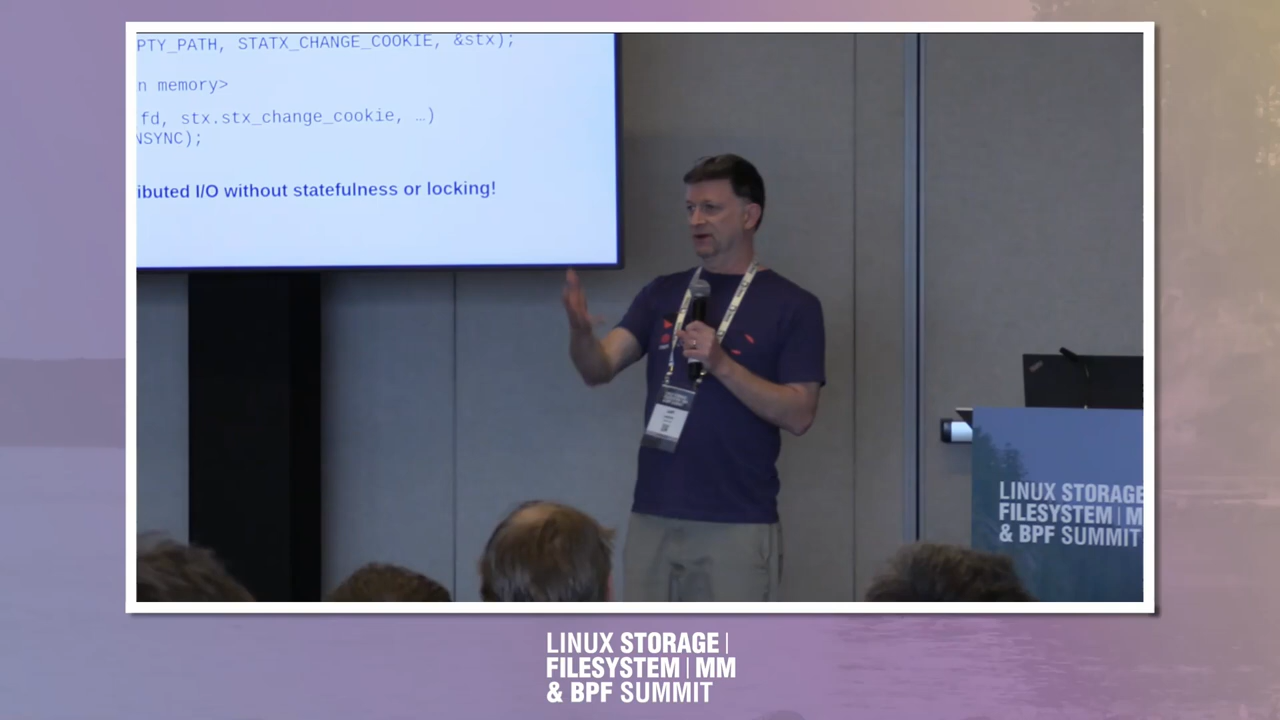 PTY_PATH, STATX_CHANGE_COOKIE, &stx);
n memory>
fd, stx.stx_change_cookie, …)
NSYNC);
ibuted I/O without statefulness or locking!
LINUX STORAGE
FILESYSTEM | M
& BPF SUMMIT
LINUX STORAGE |
FILESYSTEM | MM
& BPF SUMMIT